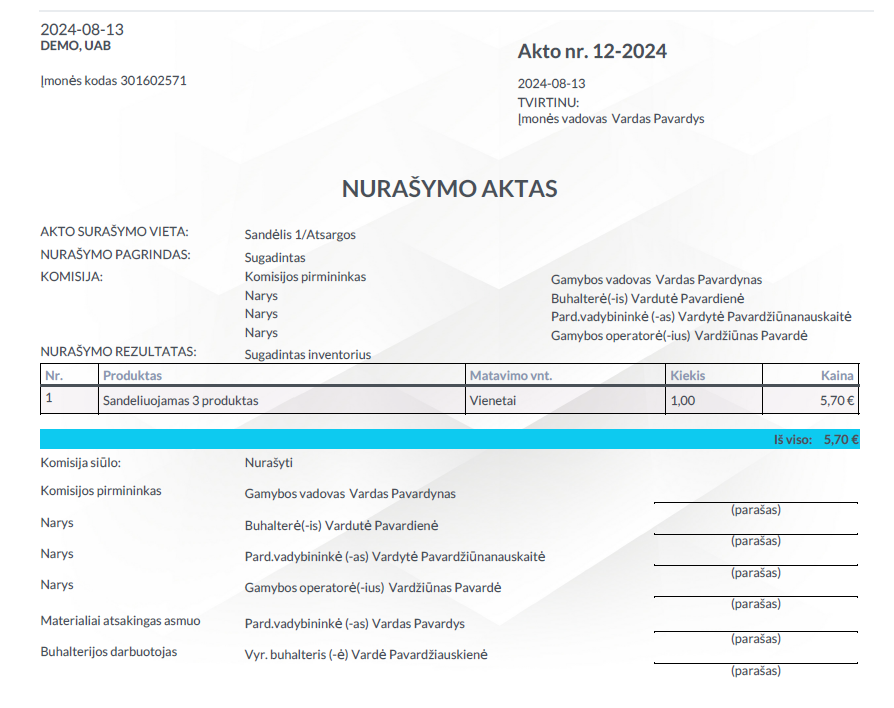 2024-08-13
DEMO, UAB
Įmonės kodas 301602571
Akto nr. 12-2024
2024-08-13
TVIRTINU:
Įmonės vadovas Vardas Pavardys
NURAŠYMO AKTAS
AKTO SURAŠYMO VIETA: Sandėlis 1/Atsargos
NURAŠYMO PAGRINDAS: Sugadintas
KOMISIJA: Komisijos pirmininkas Gamybos vadovas Vardas Pavardynas
Narys Buhalterė(-is) Vardutė Pavardienė
Narys Pard.vadybininkė (-as) Vardytė Pavardžiūnanauskaitė
Narys Gamybos operatorė(-ius) Vardžiūnas Pavardė
NURAŠYMO REZULTATAS: Sugadintas inventorius
Nr. Produktas Matavimo vnt. Kiekis Kaina
1 Sandeliuojamas 3 produktas Vienetai 1,00 5,70 €
Iš viso: 5,70 €
Komisija siūlo: Nurašyti
Komisijos pirmininkas Gamybos vadovas Vardas Pavardynas
(parašas)
Narys Buhalterė(-is) Vardutė Pavardienė
(parašas)
Narys Pard.vadybininkė (-as) Vardytė Pavardžiūnanauskaitė
(parašas)
Narys Gamybos operatorė(-ius) Vardžiūnas Pavardė
(parašas)
Materialiai atsakingas asmuo Pard.vadybininkė (-as) Vardas Pavardys
(parašas)
Buhalterijos darbuotojas Vyr. buhalteris (-ė) Vardė Pavardžiauskienė
(parašas)